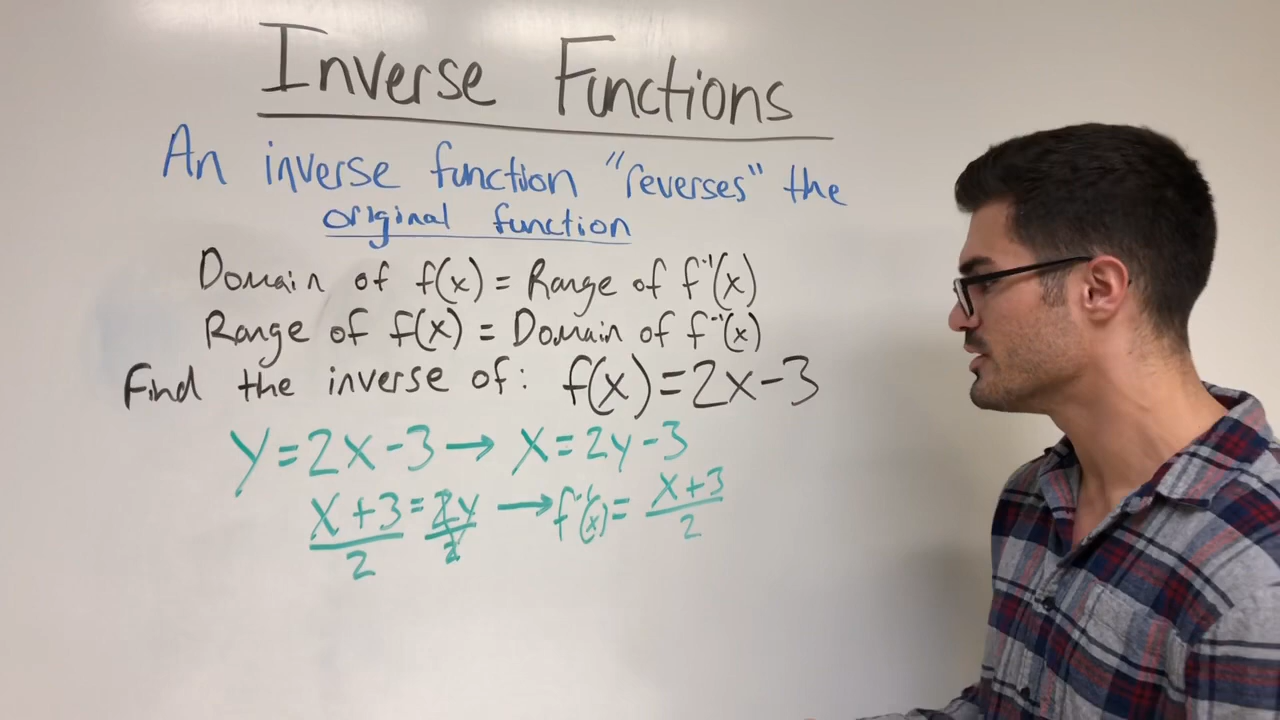 Inverse Functions
An inverse function "reverses" the
original function
Domain of f(x) = Range of f⁻¹(x)
Range of f(x) = Domain of f⁻¹(x)
Find the inverse of: f(x)=2x-3
y=2x-3→ x=2y-3
(x+3)/2 = 2y/2 → f⁻¹(x) = (x+3)/2